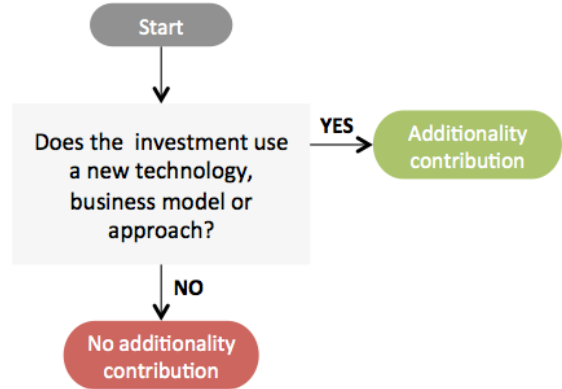 Start
Does the investment use
a new technology,
business model or
approach?
YES
Additionality
contribution
NO
No additionality
contribution